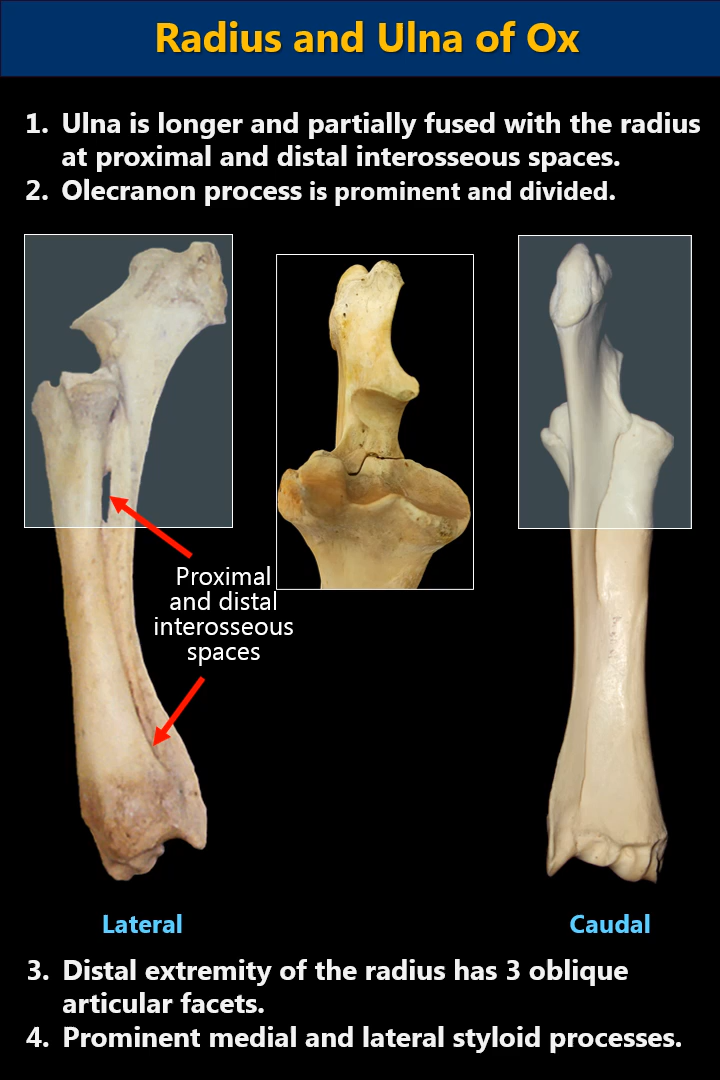 Radius and Ulna of Ox
1. Ulna is longer and partially fused with the radius
at proximal and distal interosseous spaces.
2. Olecranon process is prominent and divided.
Proximal
and distal
interosseous
spaces
Lateral
Caudal
3. Distal extremity of the radius has 3 oblique
articular facets.
4. Prominent medial and lateral styloid processes.